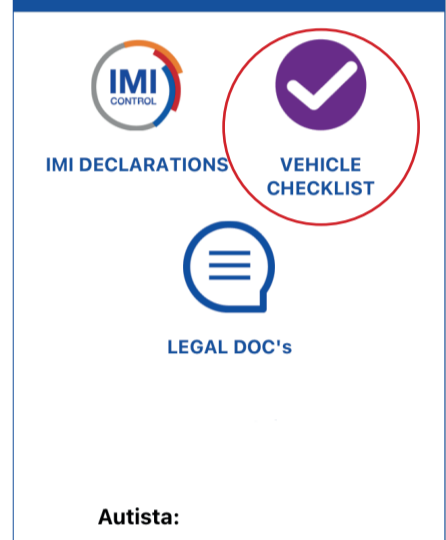 IMI
CONTROL
IMI DECLARATIONS
VEHICLE
CHECKLIST
LEGAL DOC's
Autista: